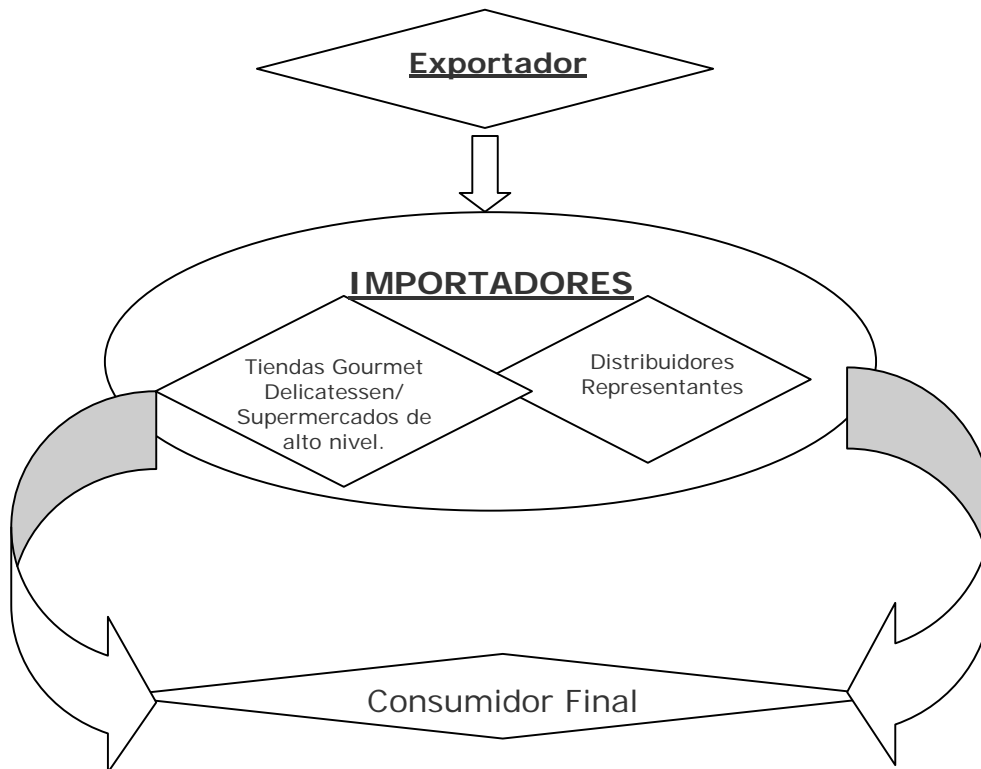 Exportador
IMPORTADORES
Tiendas Gourmet
Delicatessen/
Supermercados de
alto nivel.
Distribuidores
Representantes
Consumidor Final